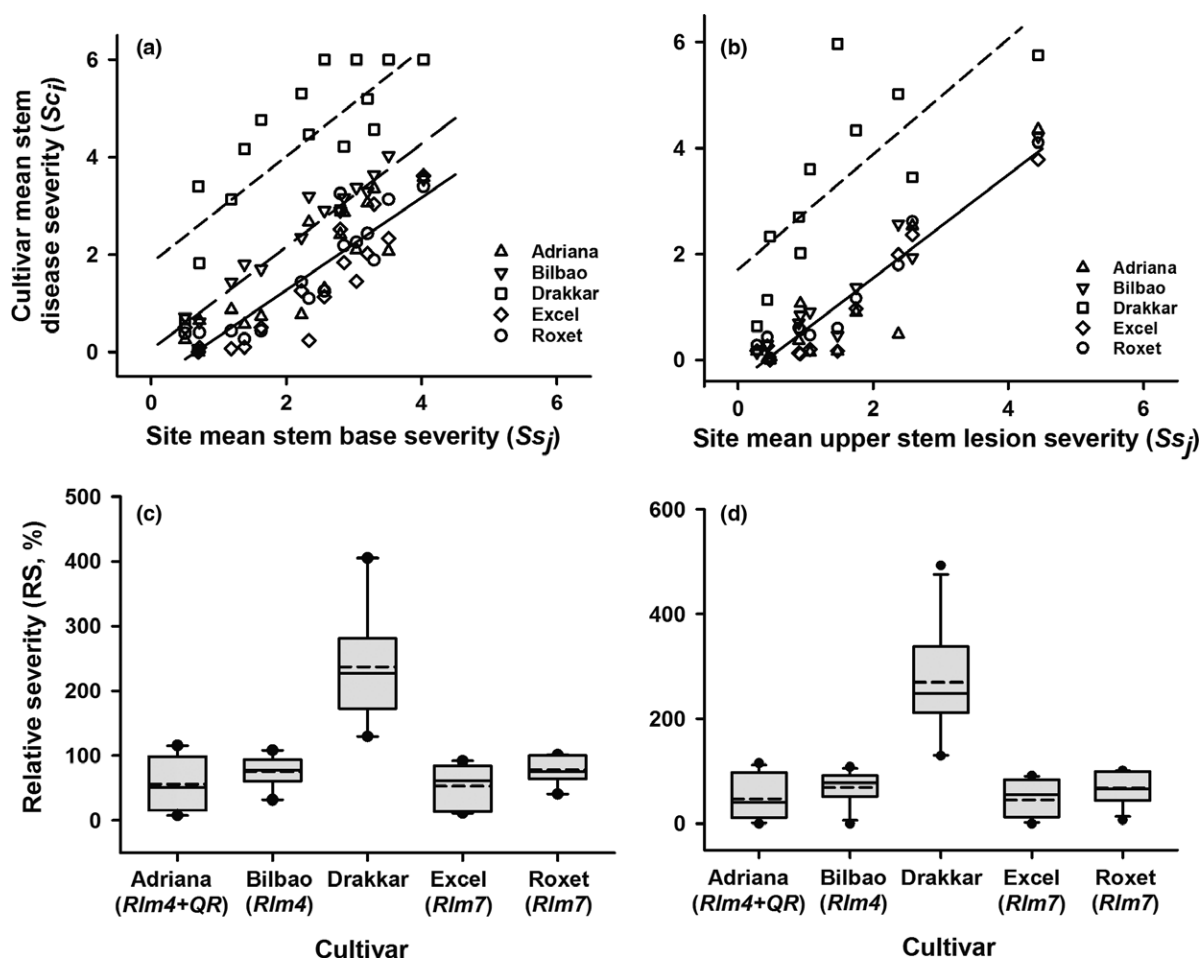 (a)
Cultivar mean stem
disease severity (Scj)
6
4
2
0
Adriana
Bilbao
Drakkar
Excel
Roxet
0 2 4 6
Site mean stem base severity (Ssj)
(b)
6
4
2
0
Adriana
Bilbao
Drakkar
Excel
Roxet
0 2 4 6
Site mean upper stem lesion severity (Ssj)
(c)
Relative severity (RS, %)
500
400
300
200
100
0
Adriana Bilbao Drakkar Excel Roxet
(Rlm4+QR) (Rlm4) (Rlm7) (Rlm7)
Cultivar
(d)
600
400
200
0
Adriana Bilbao Drakkar Excel Roxet
(Rlm4+QR) (Rlm4) (Rlm7) (Rlm7)
Cultivar